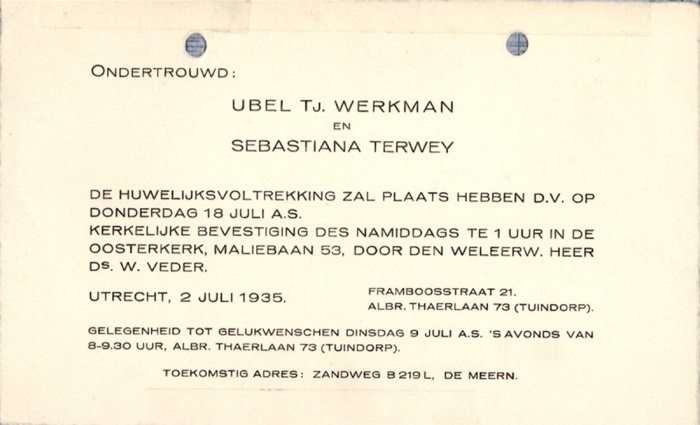 ONDERTROUWD:
UBEL TJ. WERKMAN
EN
SEBASTIANA TERWEY
DE HUWELIJKSVOLTREKKING ZAL PLAATS HEBBEN D.V. OP
DONDERDAG 18 JULI A.S.
KERKELIJKE BEVESTIGING DES NAMIDDAGS TE 1 UUR IN DE
OOSTERKERK, MALIEBAAN 53, DOOR DEN WELEERW. HEER
DS. W. VEDER.
UTRECHT, 2 JULI 1935.
FRAMBOOSSTRAAT 21.
ALBR. THAERLAAN 73 (TUINDORP).
GELEGENHEID TOT GELUKWENSCHEN DINSDAG 9 JULI A.S. 'S AVONDS VAN
8-9.30 UUR, ALBR. THAERLAAN 73 (TUINDORP).
TOEKOMSTIG ADRES: ZANDWEG B 219 L, DE MEERN.